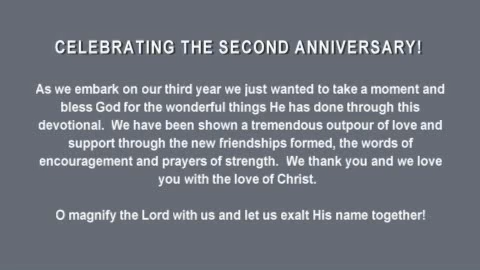 CELEBRATING THE SECOND ANNIVERSARY!
As we embark on our third year we just wanted to take a moment and
bless God for the wonderful things He has done through this
devotional. We have been shown a tremendous outpour of love and
support through the new friendships formed, the words of
encouragement and prayers of strength. We thank you and we love
you with the love of Christ.
O magnify the Lord with us and let us exalt His name together!